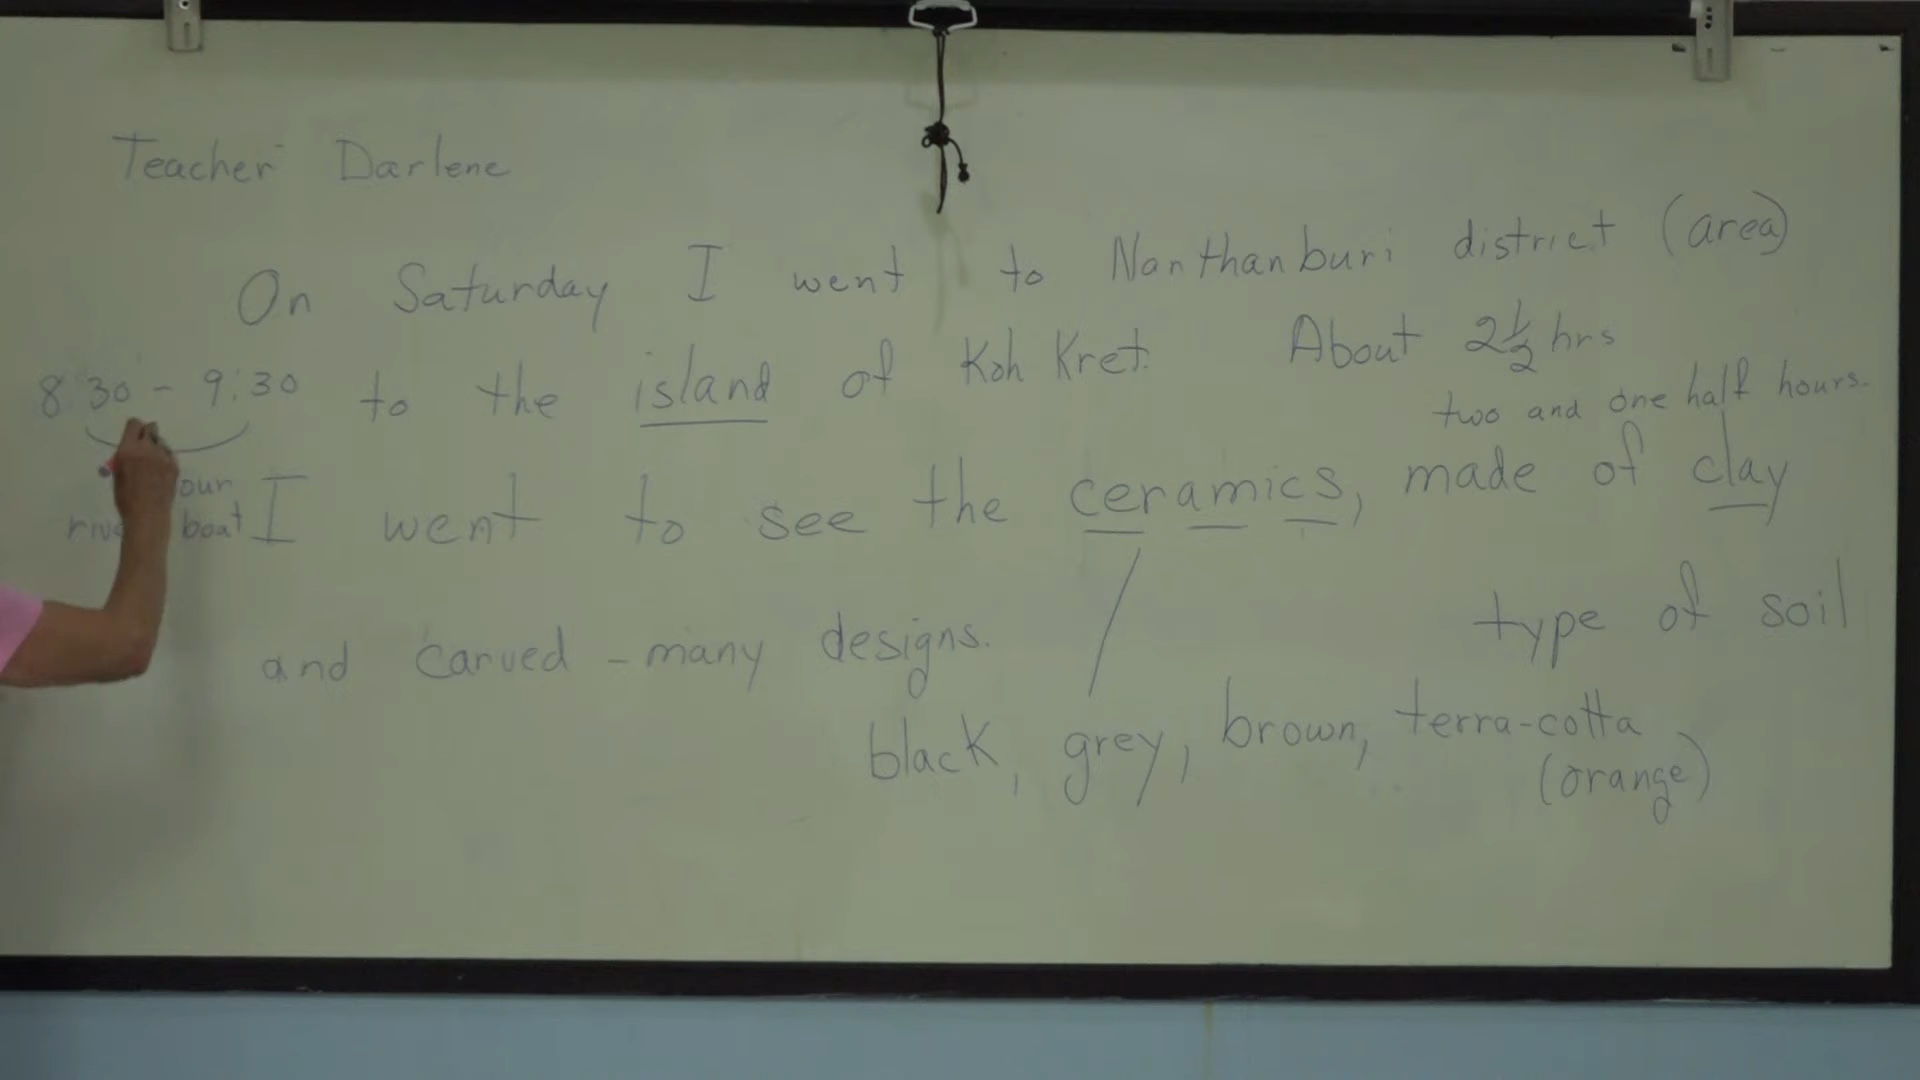 Teacher Darlene
On Saturday I went to Nanthanburi district (area)
to the island of Koh Kret. About 2½ hrs
two and one half hours.
8:30 - 9:30
our
boat
I went to see the ceramics, made of clay
type of soil
and carved - many designs.
black, grey, brown, terra-cotta
(orange)